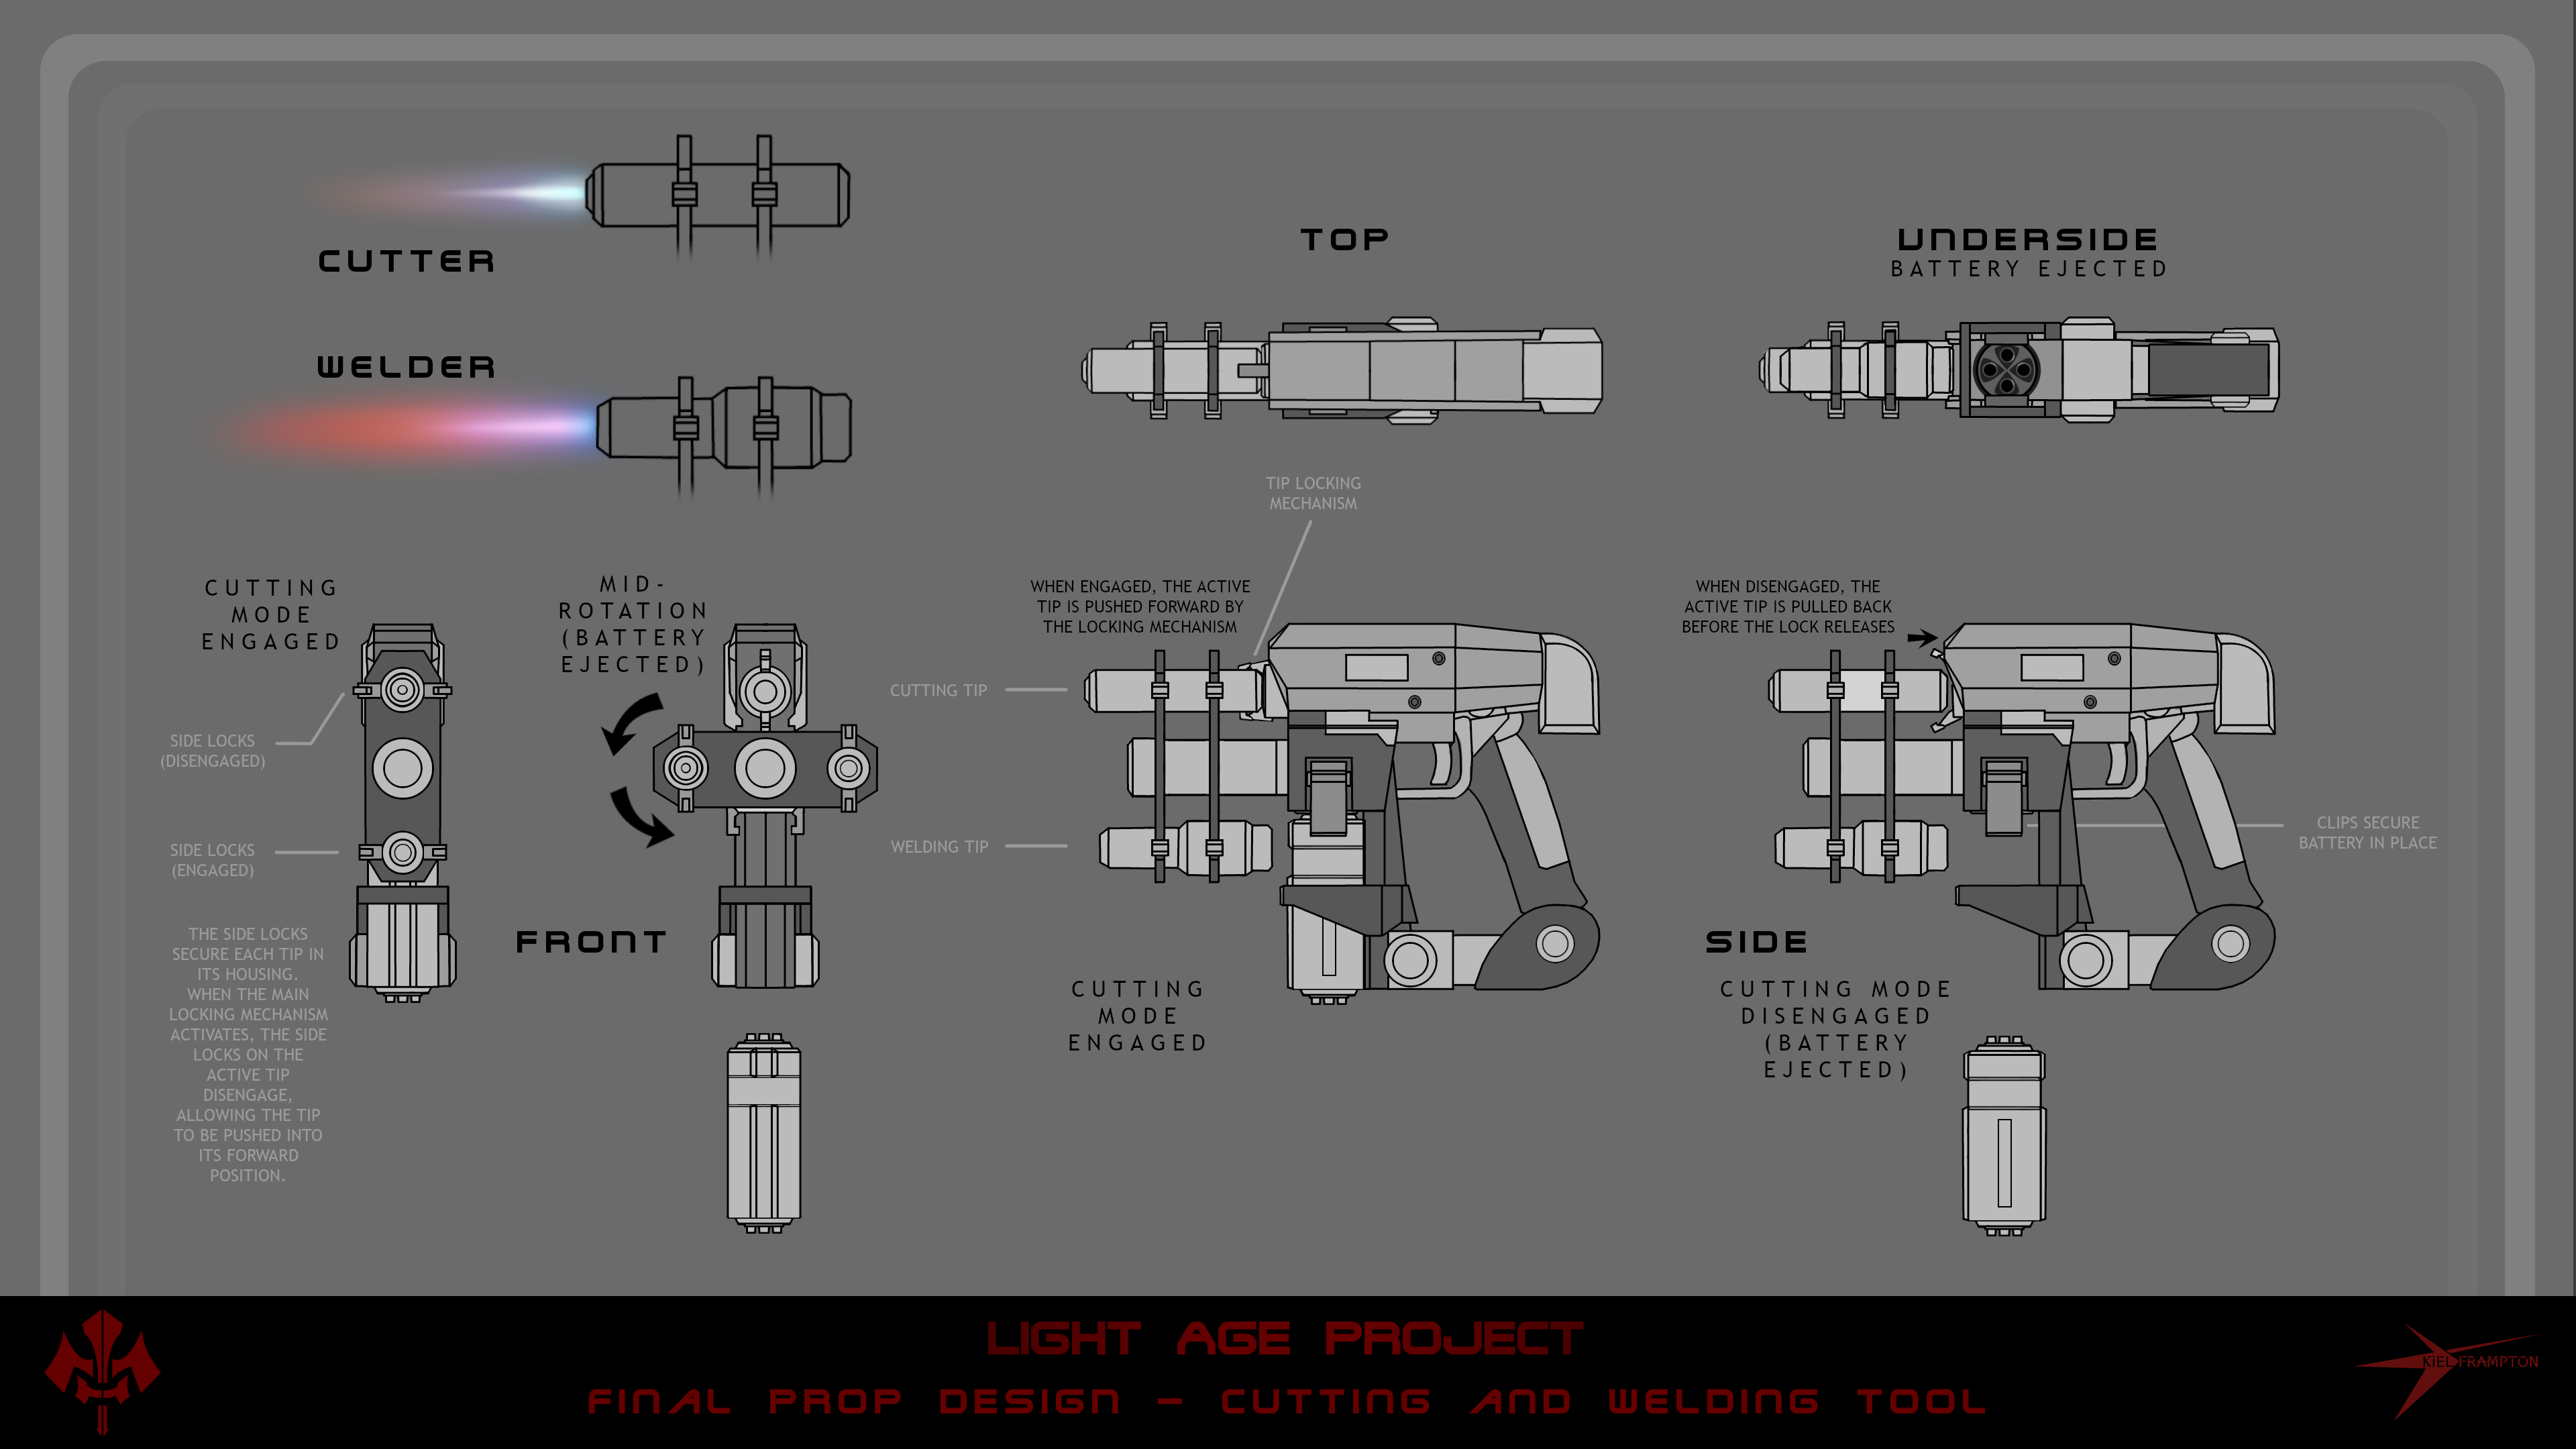 CUTTER
WELDER
TOP
UNDERSIDE
BATTERY EJECTED
TIP LOCKING
MECHANISM
CUTTING
MODE
ENGAGED
MID-
ROTATION
(BATTERY
EJECTED)
WHEN ENGAGED, THE ACTIVE
TIP IS PUSHED FORWARD BY
THE LOCKING MECHANISM
WHEN DISENGAGED, THE
ACTIVE TIP IS PULLED BACK
BEFORE THE LOCK RELEASES
SIDE LOCKS
(DISENGAGED)
SIDE LOCKS
(ENGAGED)
CUTTING TIP
WELDING TIP
CLIPS SECURE
BATTERY IN PLACE
THE SIDE LOCKS
SECURE EACH TIP IN
ITS HOUSING.
WHEN THE MAIN
LOCKING MECHANISM
ACTIVATES, THE SIDE
LOCKS ON THE
ACTIVE TIP
DISENGAGE,
ALLOWING THE TIP
TO BE PUSHED INTO
ITS FORWARD
POSITION.
FRONT
CUTTING
MODE
ENGAGED
SIDE
CUTTING MODE
DISENGAGED
(BATTERY
EJECTED)
LIGHT AGE PROJECT
FINAL PROP DESIGN - CUTTING AND WELDING TOOL
KIEL FRAMPTON